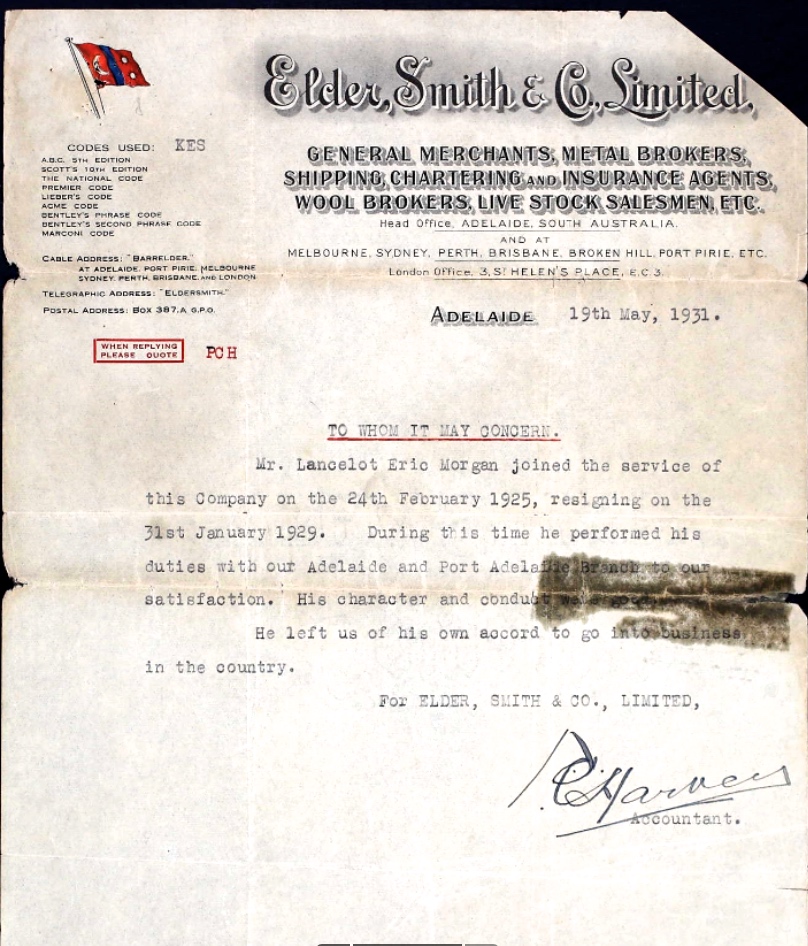 Elder, Smith & Co., Limited,
GENERAL MERCHANTS, METAL BROKERS,
SHIPPING, CHARTERING AND INSURANCE AGENTS,
WOOL BROKERS, LIVE STOCK SALESMEN, ETC.
Head Office, ADELAIDE, SOUTH AUSTRALIA.
AND AT
MELBOURNE, SYDNEY, PERTH, BRISBANE, BROKEN HILL, PORT PIRIE, ETC.
London Office, 3, ST HELEN'S PLACE, E.C.3.
CODES USED: KES
A.B.C. 5TH EDITION
SCOTT'S 10TH EDITION
THE NATIONAL CODE
PREMIER CODE
LIEBER'S CODE
ACME CODE
BENTLEY'S PHRASE CODE
BENTLEY'S SECOND PHRASE CODE
MARCONI CODE
CABLE ADDRESS: "BARRELDER."
AT ADELAIDE, PORT PIRIE, MELBOURNE
SYDNEY, PERTH, BRISBANE, AND LONDON
TELEGRAPHIC ADDRESS: "ELDERSMITH."
POSTAL ADDRESS: BOX 387.A G.P.O.
ADELAIDE 19th May, 1931.
WHEN REPLYING
PLEASE QUOTE PCH
TO WHOM IT MAY CONCERN.
Mr. Lancelot Eric Morgan joined the service of
this Company on the 24th February 1925, resigning on the
31st January 1929. During this time he performed his
duties with our Adelaide and Port Adelaide Branch to our
satisfaction. His character and conduct were good.
He left us of his own accord to go into business
in the country.
For ELDER, SMITH & CO., LIMITED,
P C Harvey
Accountant.